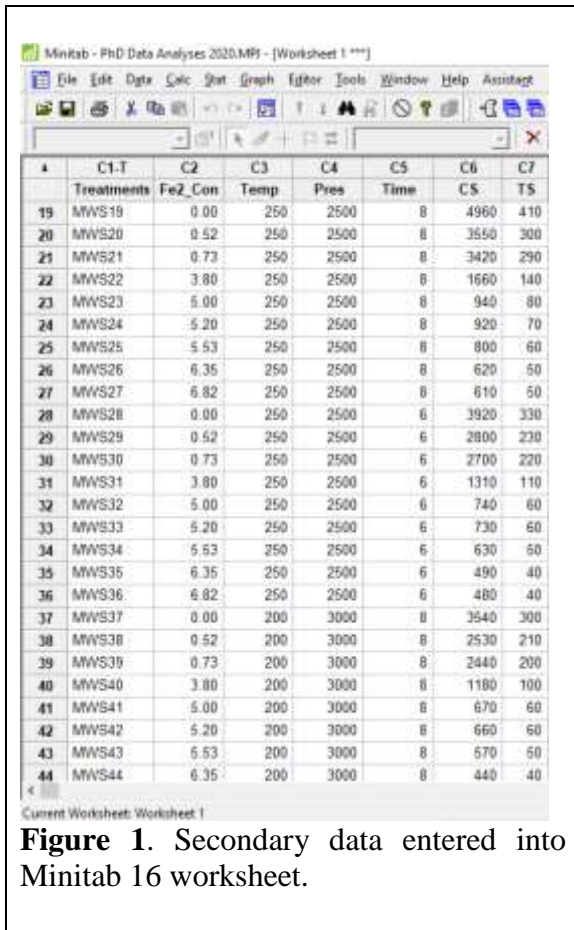 Minitab - PhD Data Analyses 2020.MPJ - [Worksheet 1 ***]
File Edit Data Calc Stat Graph Editor Tools Window Help Assistant
C1-T C2 C3 C4 C5 C6 C7
Treatments Fe2_Con Temp Pres Time CS TS
19 MWS19 0.00 250 2500 8 4960 410
20 MWS20 0.52 250 2500 8 3550 300
21 MWS21 0.73 250 2500 8 3420 290
22 MWS22 3.80 250 2500 8 1660 140
23 MWS23 5.00 250 2500 8 940 80
24 MWS24 5.20 250 2500 8 920 70
25 MWS25 5.53 250 2500 8 800 60
26 MWS26 6.35 250 2500 8 620 50
27 MWS27 6.82 250 2500 8 610 50
28 MWS28 0.00 250 2500 6 3920 330
29 MWS29 0.52 250 2500 6 2800 230
30 MWS30 0.73 250 2500 6 2700 220
31 MWS31 3.80 250 2500 6 1310 110
32 MWS32 5.00 250 2500 6 740 60
33 MWS33 5.20 250 2500 6 730 60
34 MWS34 5.53 250 2500 6 630 50
35 MWS35 6.35 250 2500 6 490 40
36 MWS36 6.82 250 2500 6 480 40
37 MWS37 0.00 200 3000 8 3540 300
38 MWS38 0.52 200 3000 8 2530 210
39 MWS39 0.73 200 3000 8 2440 200
40 MWS40 3.80 200 3000 8 1180 100
41 MWS41 5.00 200 3000 8 670 60
42 MWS42 5.20 200 3000 8 660 60
43 MWS43 5.53 200 3000 8 570 50
44 MWS44 6.35 200 3000 8 440 40
Current Worksheet: Worksheet 1
Figure 1. Secondary data entered into
Minitab 16 worksheet.